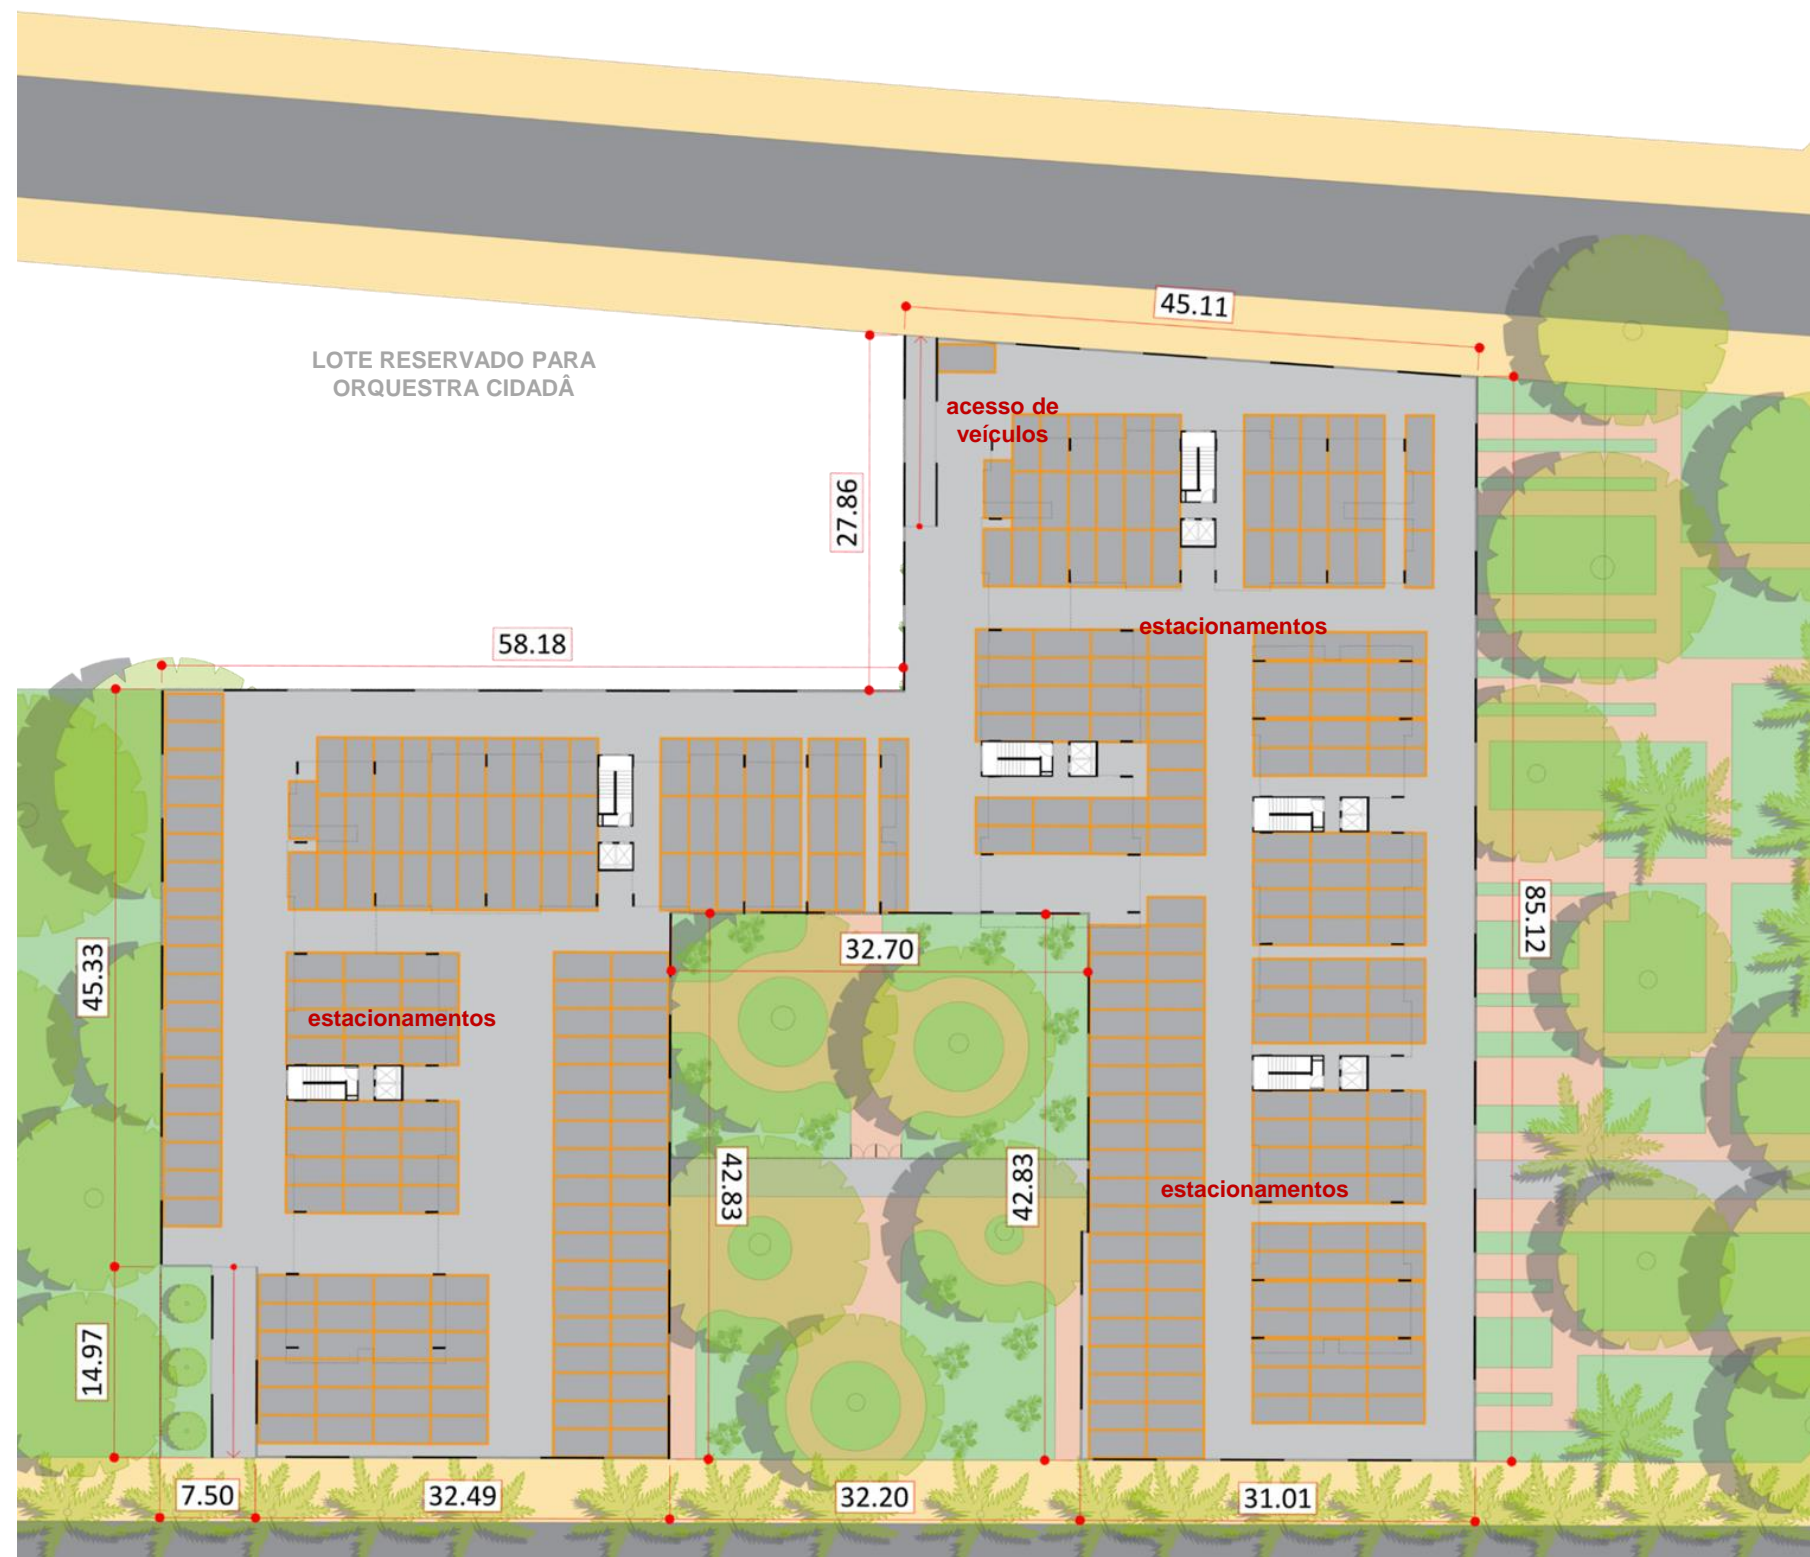 45.11
LOTE RESERVADO PARA
ORQUESTRA CIDADÂ
acesso de
veículos
27.86
estacionamentos
58.18
32.70
85.12
45.33
estacionamentos
42.83
42.83
estacionamentos
14.97
7.50
32.49
32.20
31.01